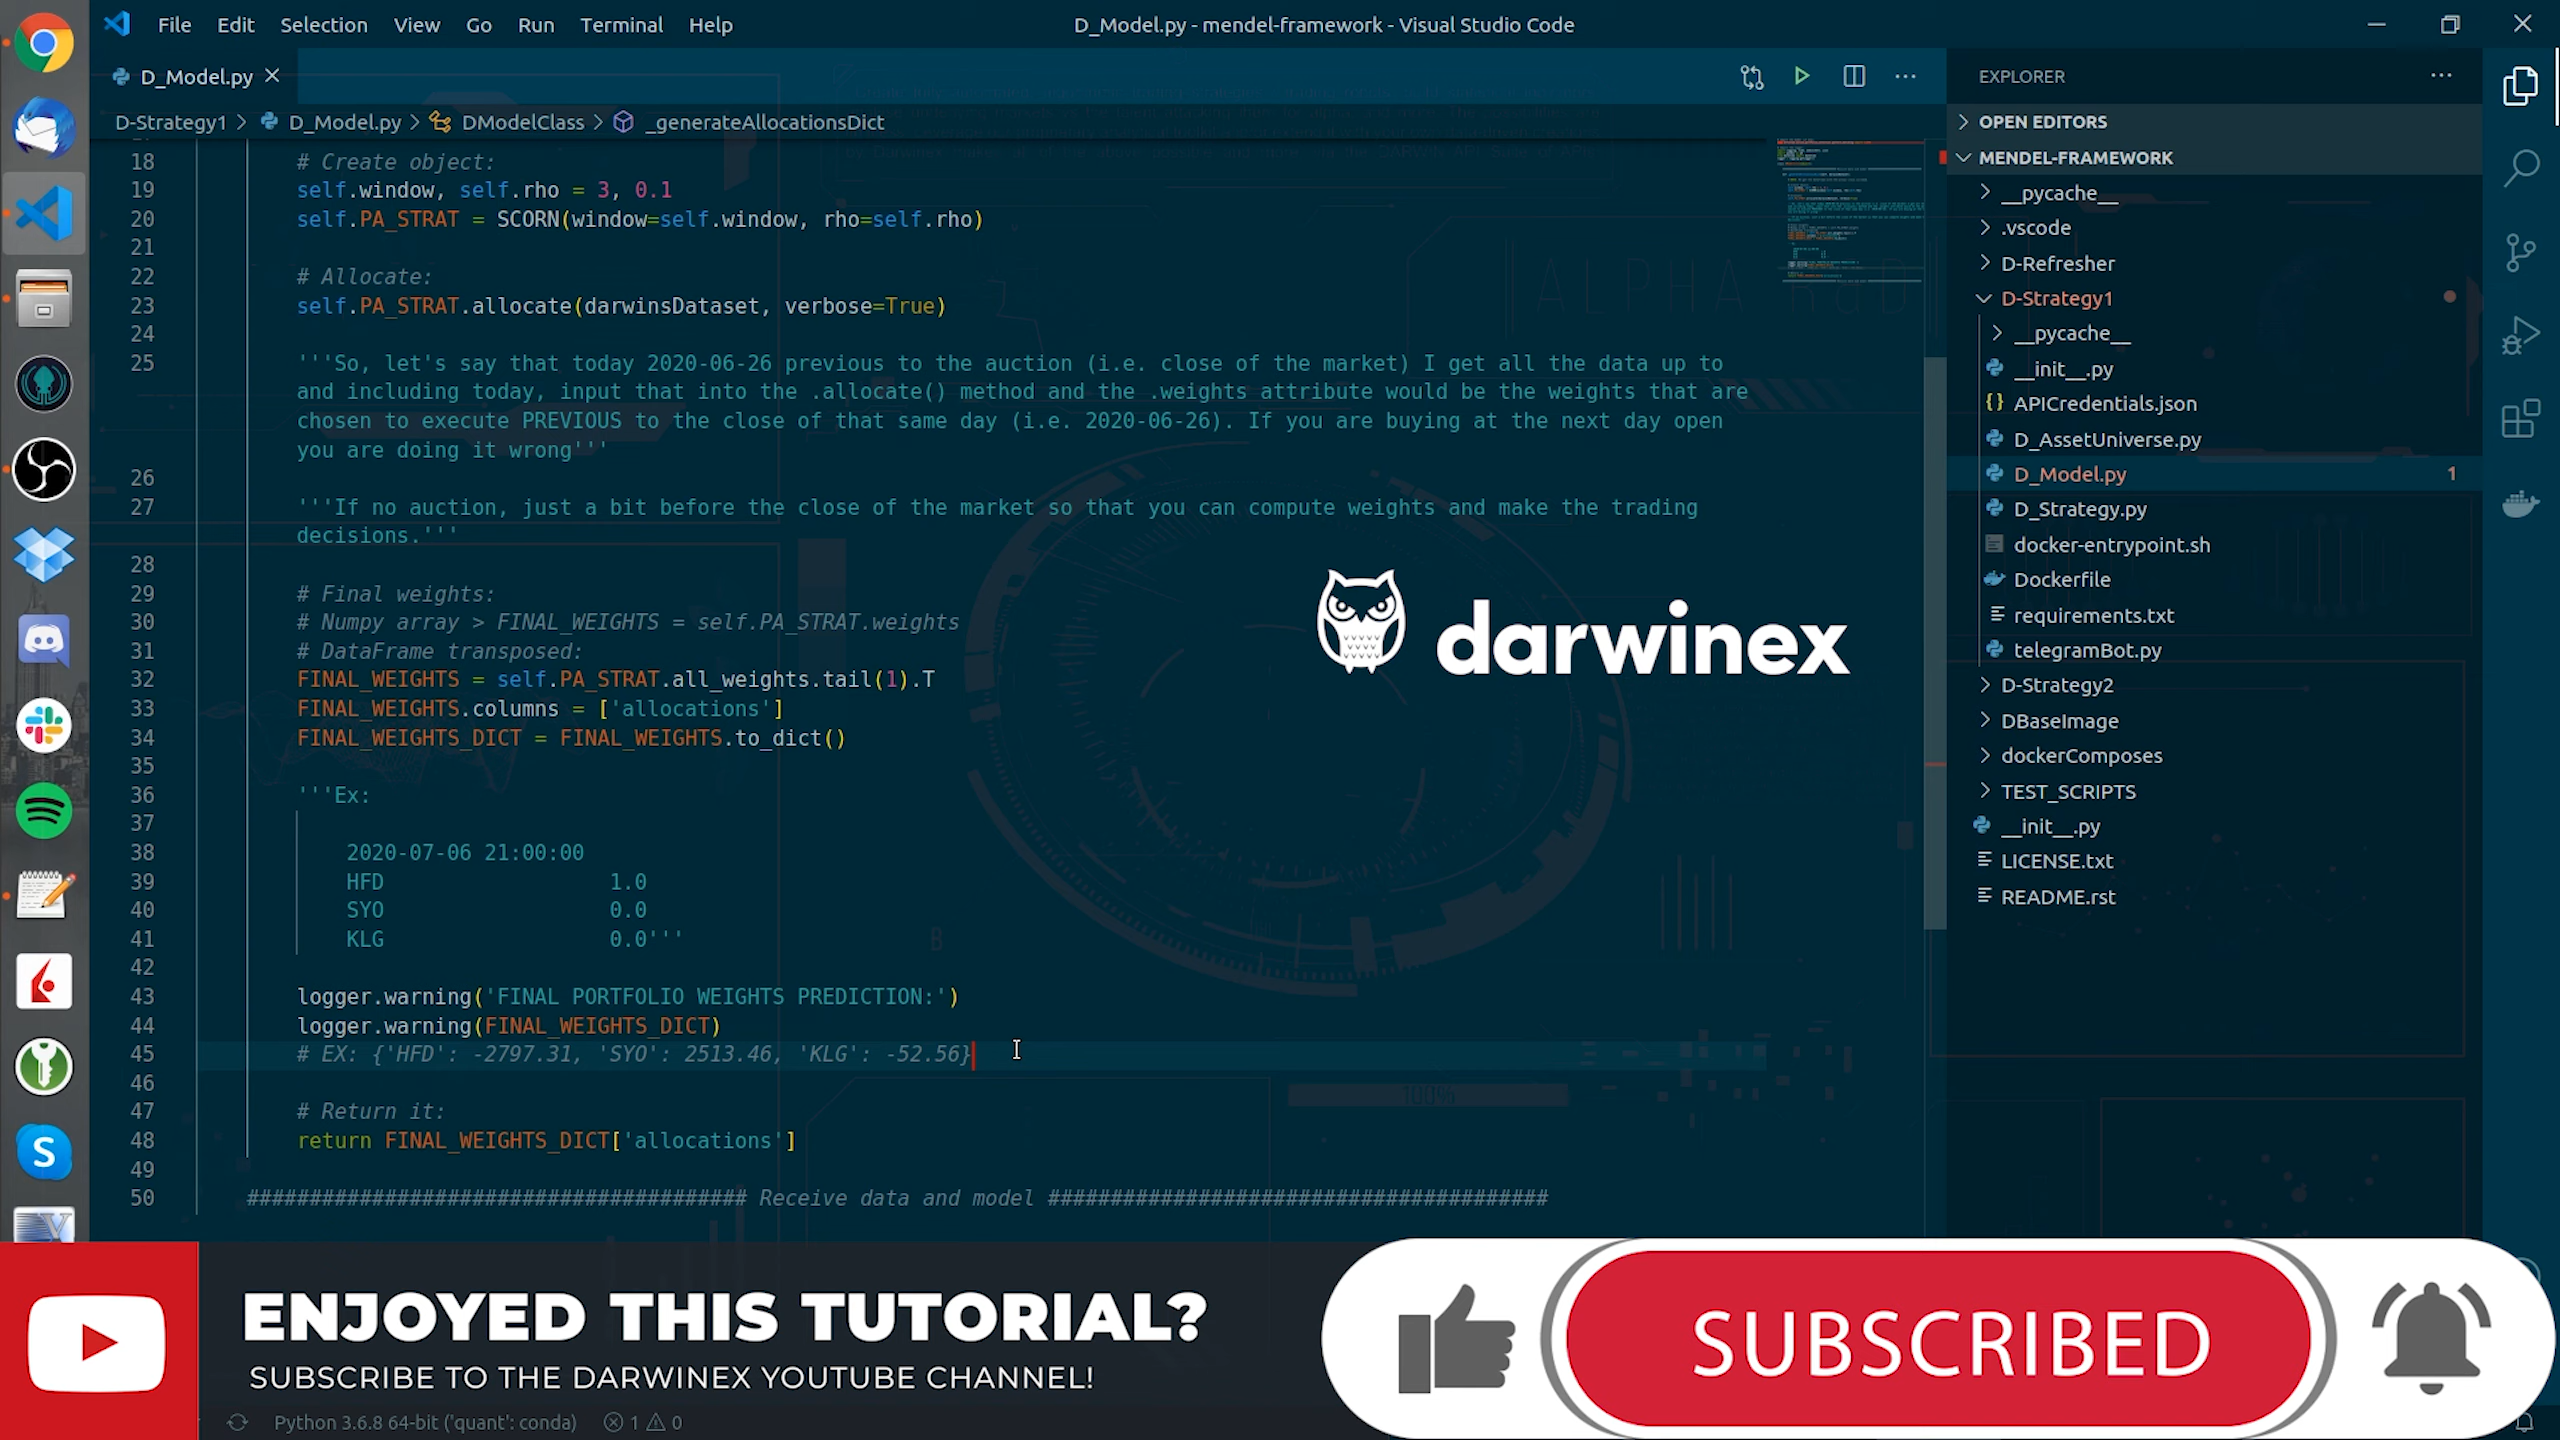 File Edit Selection View Go Run Terminal Help
D_Model.py - mendel-framework - Visual Studio Code
D_Model.py
EXPLORER
D-Strategy1 > D_Model.py > DModelClass > _generateAllocationsDict
18 # Create object:
19 self.window, self.rho = 3, 0.1
20 self.PA_STRAT = SCORN(window=self.window, rho=self.rho)
21
22 # Allocate:
23 self.PA_STRAT.allocate(darwinsDataset, verbose=True)
24
25 '''So, let's say that today 2020-06-26 previous to the auction (i.e. close of the market) I get all the data up to
and including today, input that into the .allocate() method and the .weights attribute would be the weights that are
chosen to execute PREVIOUS to the close of that same day (i.e. 2020-06-26). If you are buying at the next day open
you are doing it wrong'''
26
27 '''If no auction, just a bit before the close of the market so that you can compute weights and make the trading
decisions.'''
28
29 # Final weights:
30 # Numpy array > FINAL_WEIGHTS = self.PA_STRAT.weights
31 # DataFrame transposed:
32 FINAL_WEIGHTS = self.PA_STRAT.all_weights.tail(1).T
33 FINAL_WEIGHTS.columns = ['allocations']
34 FINAL_WEIGHTS_DICT = FINAL_WEIGHTS.to_dict()
35
36 '''Ex:
37
38 2020-07-06 21:00:00
39 HFD 1.0
40 SYO 0.0
41 KLG 0.0'''
42
43 logger.warning('FINAL PORTFOLIO WEIGHTS PREDICTION:')
44 logger.warning(FINAL_WEIGHTS_DICT)
45 # EX: {'HFD': -2797.31, 'SYO': 2513.46, 'KLG': -52.56}
46
47 # Return it:
48 return FINAL_WEIGHTS_DICT['allocations']
49
50 ######################################## Receive data and model ########################################
darwinex
ALPHA R&D
B
100%
OPEN EDITORS
MENDEL-FRAMEWORK
__pycache__
.vscode
D-Refresher
D-Strategy1
__pycache__
__init__.py
APICredentials.json
D_AssetUniverse.py
D_Model.py 1
D_Strategy.py
docker-entrypoint.sh
Dockerfile
requirements.txt
telegramBot.py
D-Strategy2
DBaseImage
dockerComposes
TEST_SCRIPTS
__init__.py
LICENSE.txt
README.rst
ENJOYED THIS TUTORIAL?
SUBSCRIBE TO THE DARWINEX YOUTUBE CHANNEL!
SUBSCRIBED
Python 3.6.8 64-bit ('quant': conda) 1 0